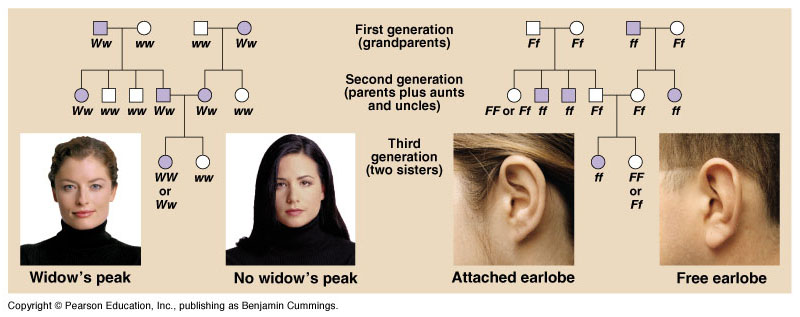 First generation
(grandparents)
Ww ww ww Ww
Ff Ff ff Ff
Second generation
(parents plus aunts
and uncles)
Ww ww ww Ww Ww ww
FF or Ff ff ff Ff Ff ff
Third
generation
(two sisters)
WW
or
Ww
ww
ff
FF
or
Ff
Widow's peak
No widow's peak
Attached earlobe
Free earlobe
Copyright © Pearson Education, Inc., publishing as Benjamin Cummings.